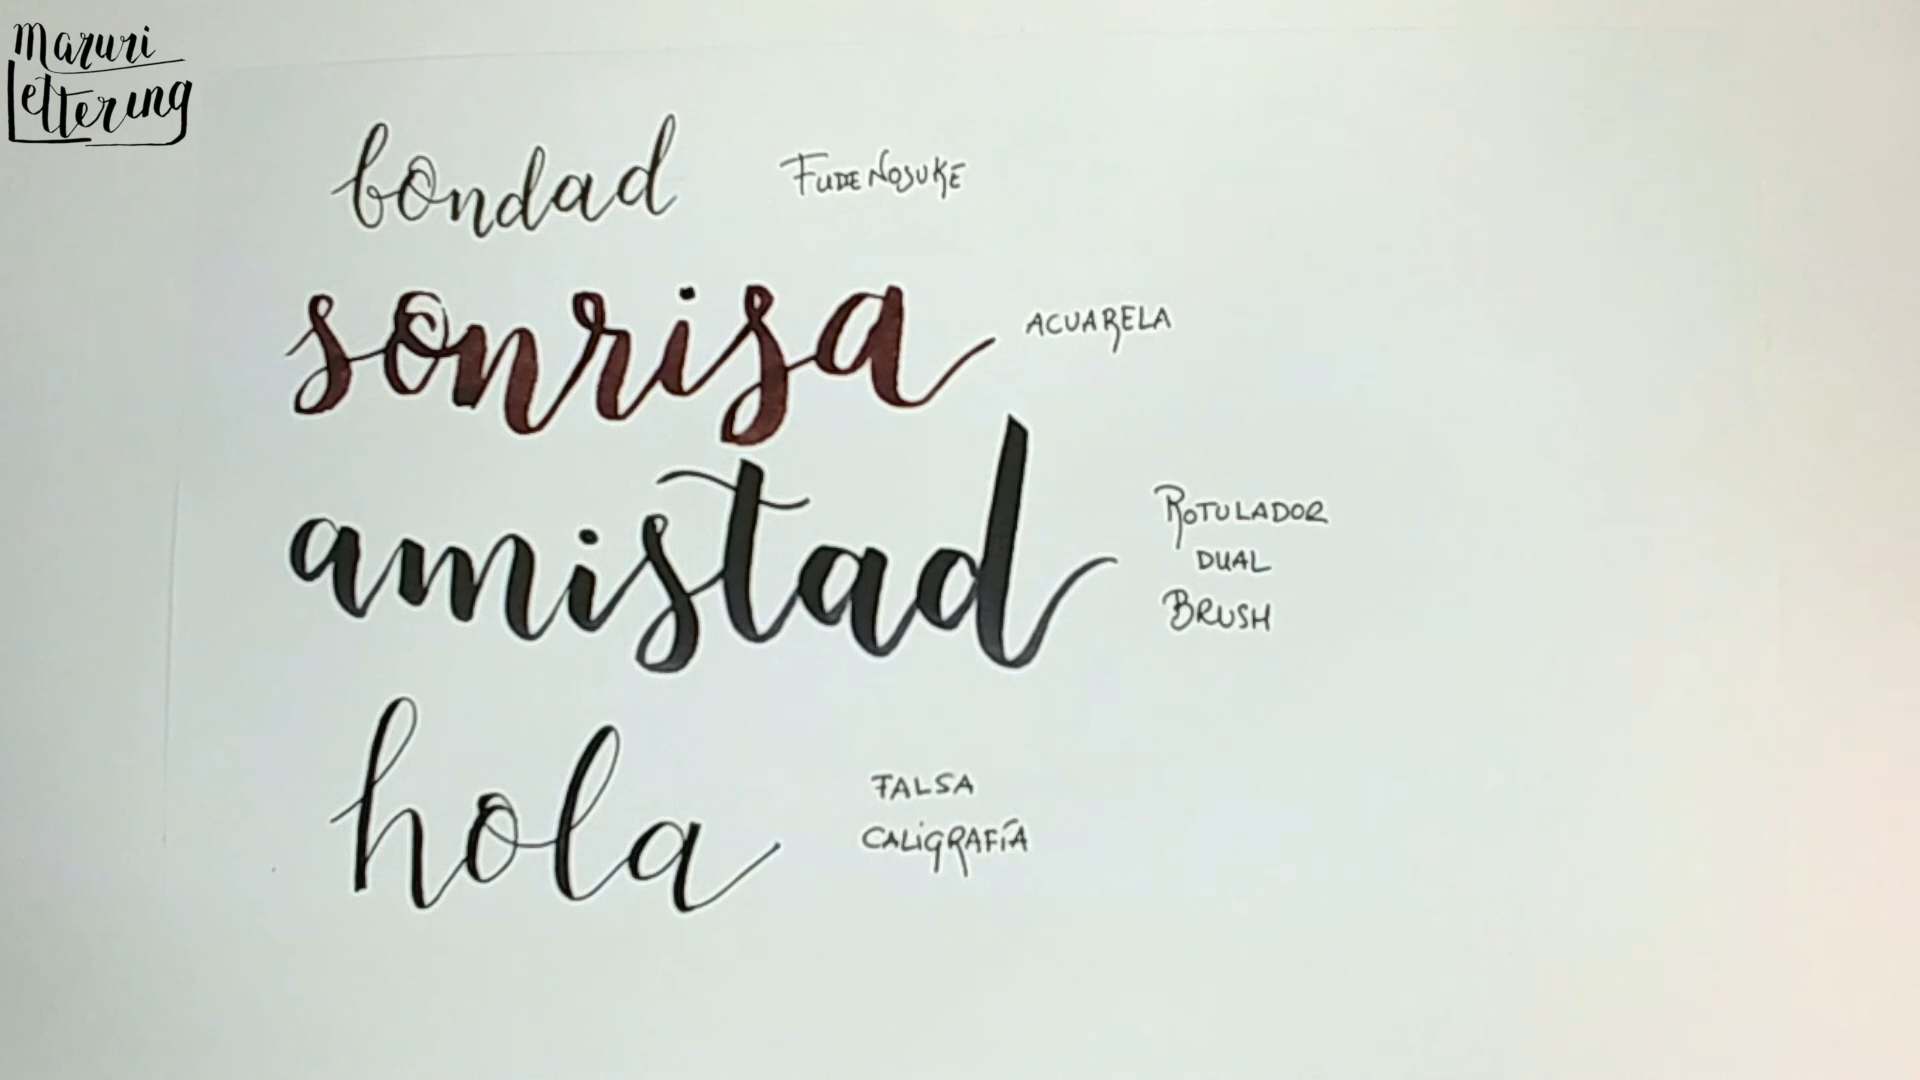 maruri
Lettering
bondad
FUDENOSUKE
sonrisa
ACUARELA
amistad
ROTULADOR
DUAL
BRUSH
hola
FALSA
CALIGRAFÍA